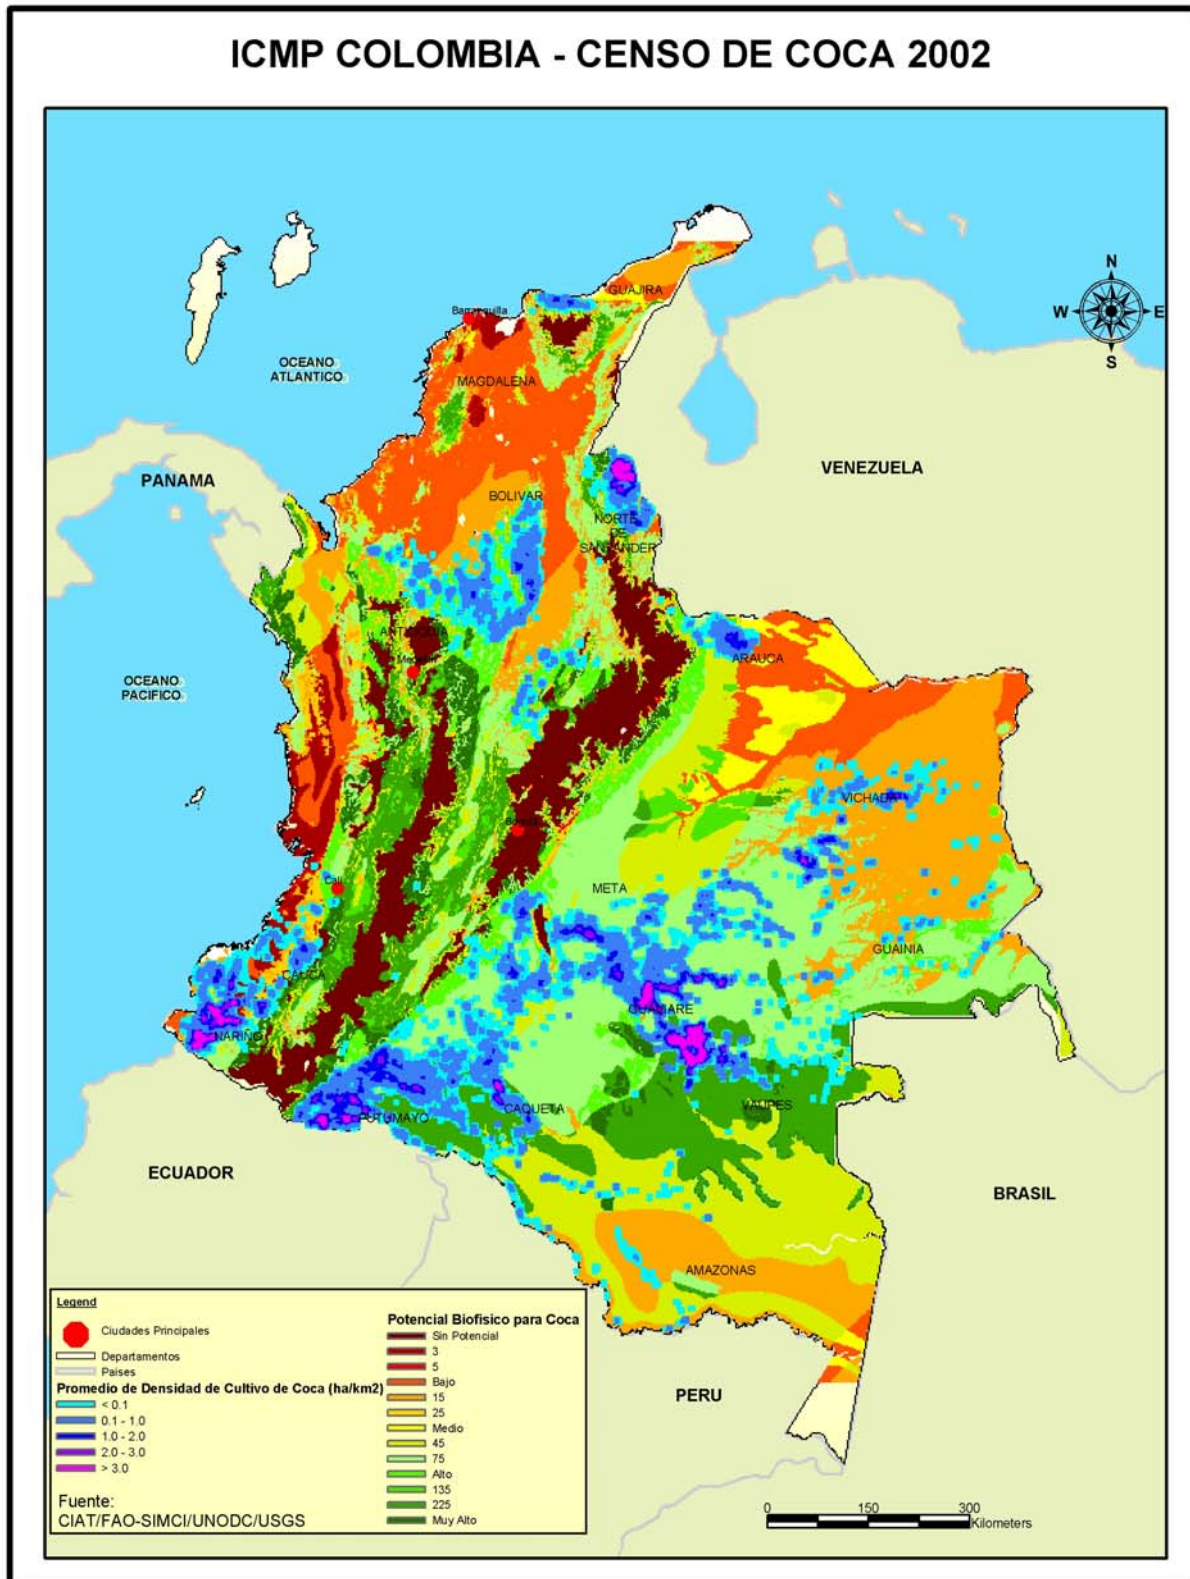 ICMP COLOMBIA - CENSO DE COCA 2002
N
W
E
S
GUAJIRA
Barranquilla
OCEANO
ATLANTICO
MAGDALENA
PANAMA
VENEZUELA
BOLIVAR
NORTE
DE
SANTANDER
ANTIOQUIA
Medellin
ARAUCA
OCEANO
PACIFICO
VICHADA
Bogota
Cali
META
GUAINIA
CAUCA
GUAVIARE
NARIÑO
PUTUMAYO
CAQUETA
VAUPES
ECUADOR
BRASIL
AMAZONAS
PERU
Legend
Ciudades Principales
Departamentos
Paises
Promedio de Densidad de Cultivo de Coca (ha/km2)
< 0.1
0.1 - 1.0
1.0 - 2.0
2.0 - 3.0
> 3.0
Fuente:
CIAT/FAO-SIMCI/UNODC/USGS
Potencial Biofisico para Coca
Sin Potencial
3
5
Bajo
15
25
Medio
45
75
Alto
135
225
Muy Alto
0 150 300
Kilometers